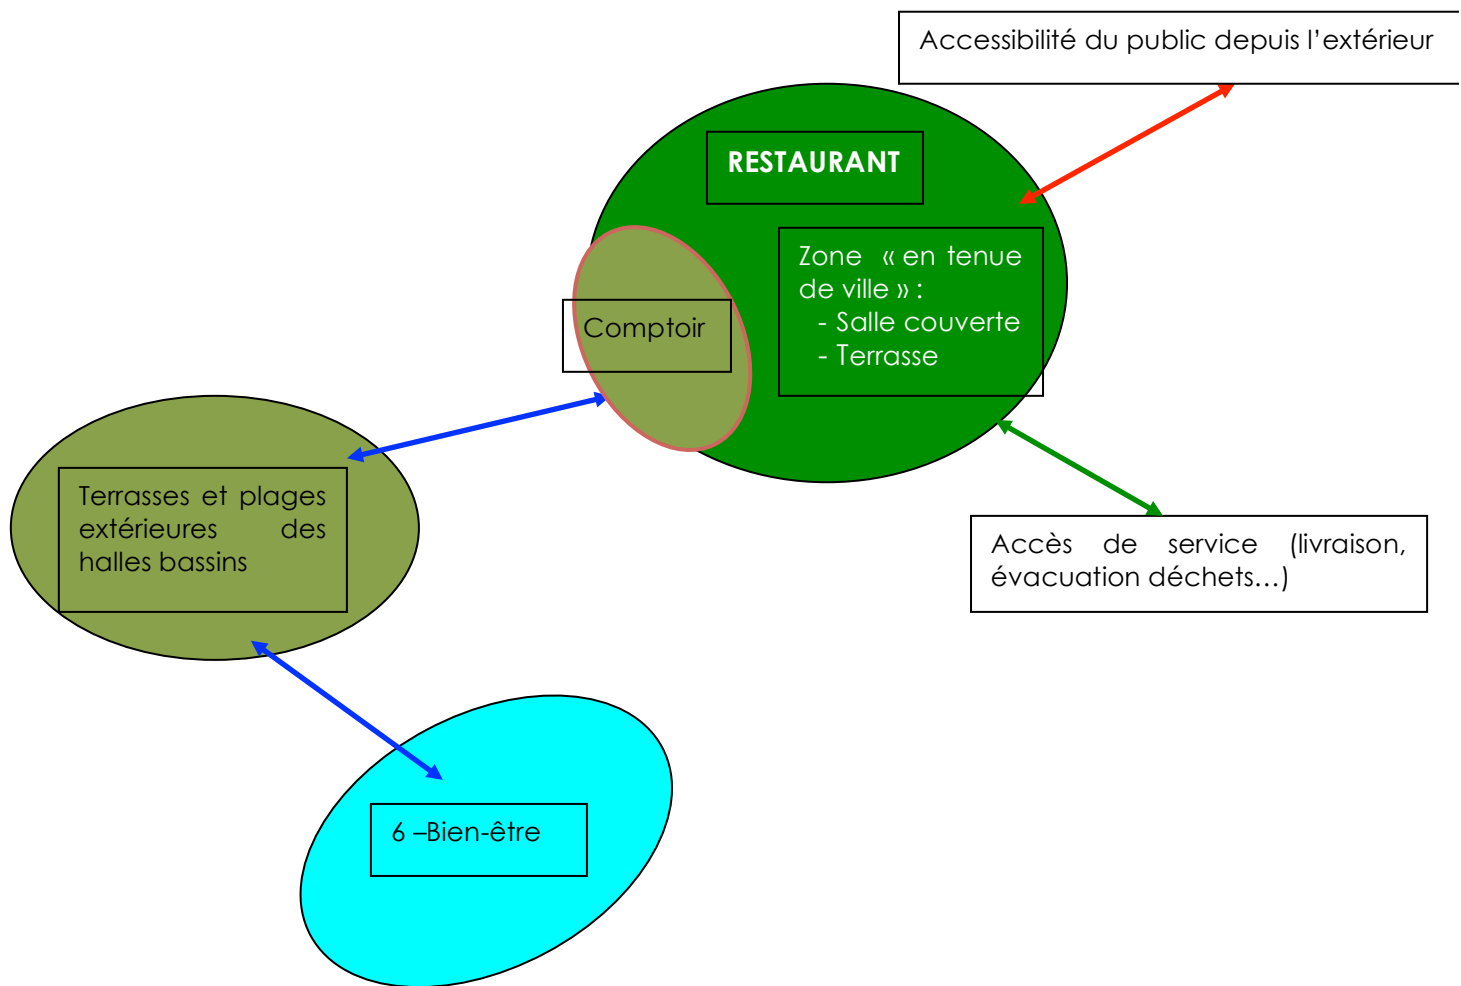 Accessibilité du public depuis l’extérieur
RESTAURANT
Zone « en tenue
de ville » :
- Salle couverte
- Terrasse
Comptoir
Terrasses et plages
extérieures des
halles bassins
Accès de service (livraison,
évacuation déchets…)
6 –Bien-être